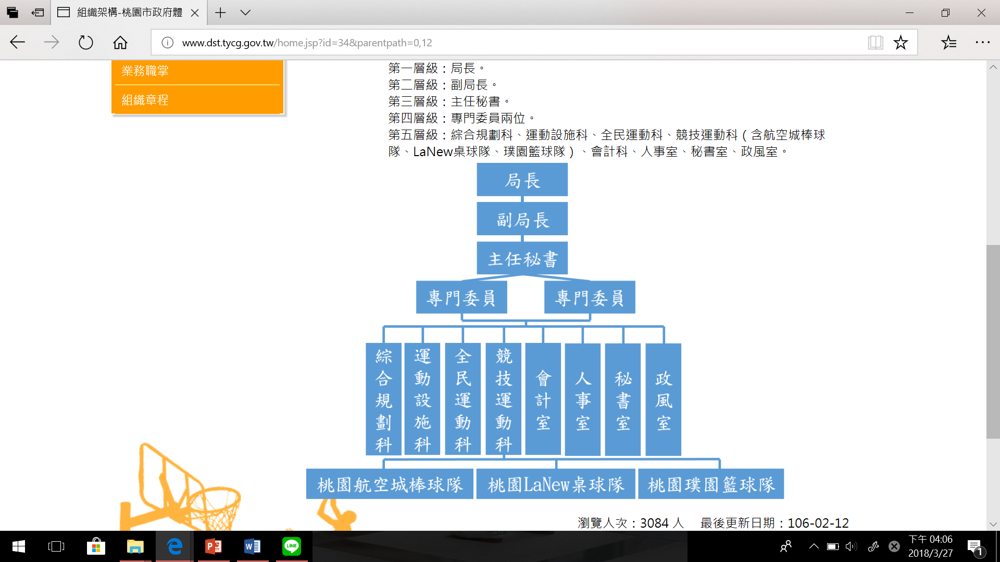 組織架構-桃園市政府體
www.dst.tycg.gov.tw/home.jsp?id=34&parentpath=0,12
業務職掌
組織章程
第一層級：局長。
第二層級：副局長。
第三層級：主任秘書。
第四層級：專門委員兩位。
第五層級：綜合規劃科、運動設施科、全民運動科、競技運動科（含航空城棒球
隊、LaNew桌球隊、璞園籃球隊）、會計科、人事室、秘書室、政風室。
局長
副局長
主任秘書
專門委員
專門委員
綜合規劃科
運動設施科
全民運動科
競技運動科
會計室
人事室
秘書室
政風室
桃園航空城棒球隊
桃園LaNew桌球隊
桃園璞園籃球隊
瀏覽人次：3084 人 最後更新日期：106-02-12
LINE
下午 04:06
2018/3/27
1